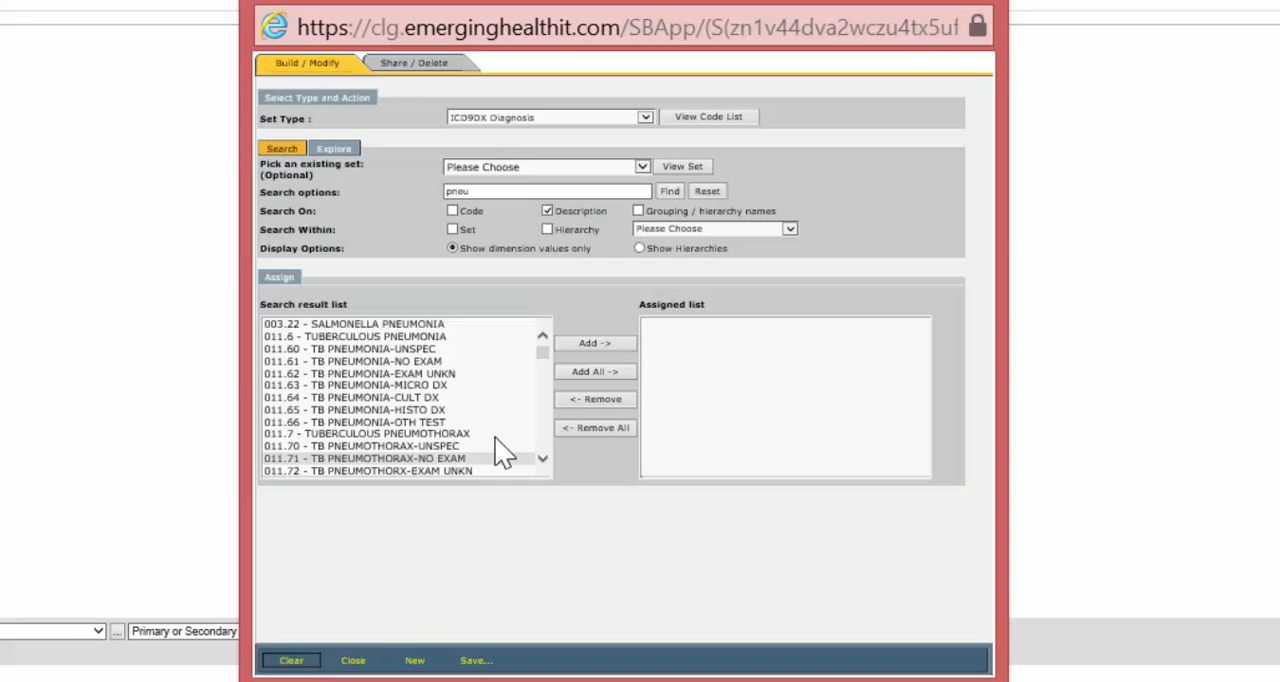 https://clg.emerginghealthit.com/SBApp/(S(zn1v44dva2wczu4tx5uf
Build / Modify
Share / Delete
Select Type and Action
Set Type :
ICD9DX Diagnosis
View Code List
Search
Explore
Pick an existing set:
(Optional)
Please Choose
View Set
Search options:
pneu
Find
Reset
Search On:
Code
Description
Grouping / hierarchy names
Search Within:
Set
Hierarchy
Please Choose
Display Options:
Show dimension values only
Show Hierarchies
Assign
Search result list
Assigned list
003.22 - SALMONELLA PNEUMONIA
011.6 - TUBERCULOUS PNEUMONIA
011.60 - TB PNEUMONIA-UNSPEC
011.61 - TB PNEUMONIA-NO EXAM
011.62 - TB PNEUMONIA-EXAM UNKN
011.63 - TB PNEUMONIA-MICRO DX
011.64 - TB PNEUMONIA-CULT DX
011.65 - TB PNEUMONIA-HISTO DX
011.66 - TB PNEUMONIA-OTH TEST
011.7 - TUBERCULOUS PNEUMOTHORAX
011.70 - TB PNEUMOTHORAX-UNSPEC
011.71 - TB PNEUMOTHORAX-NO EXAM
011.72 - TB PNEUMOTHORX-EXAM UNKN
Add ->
Add All ->
<- Remove
<- Remove All
...
Primary or Secondary
Clear
Close
New
Save...